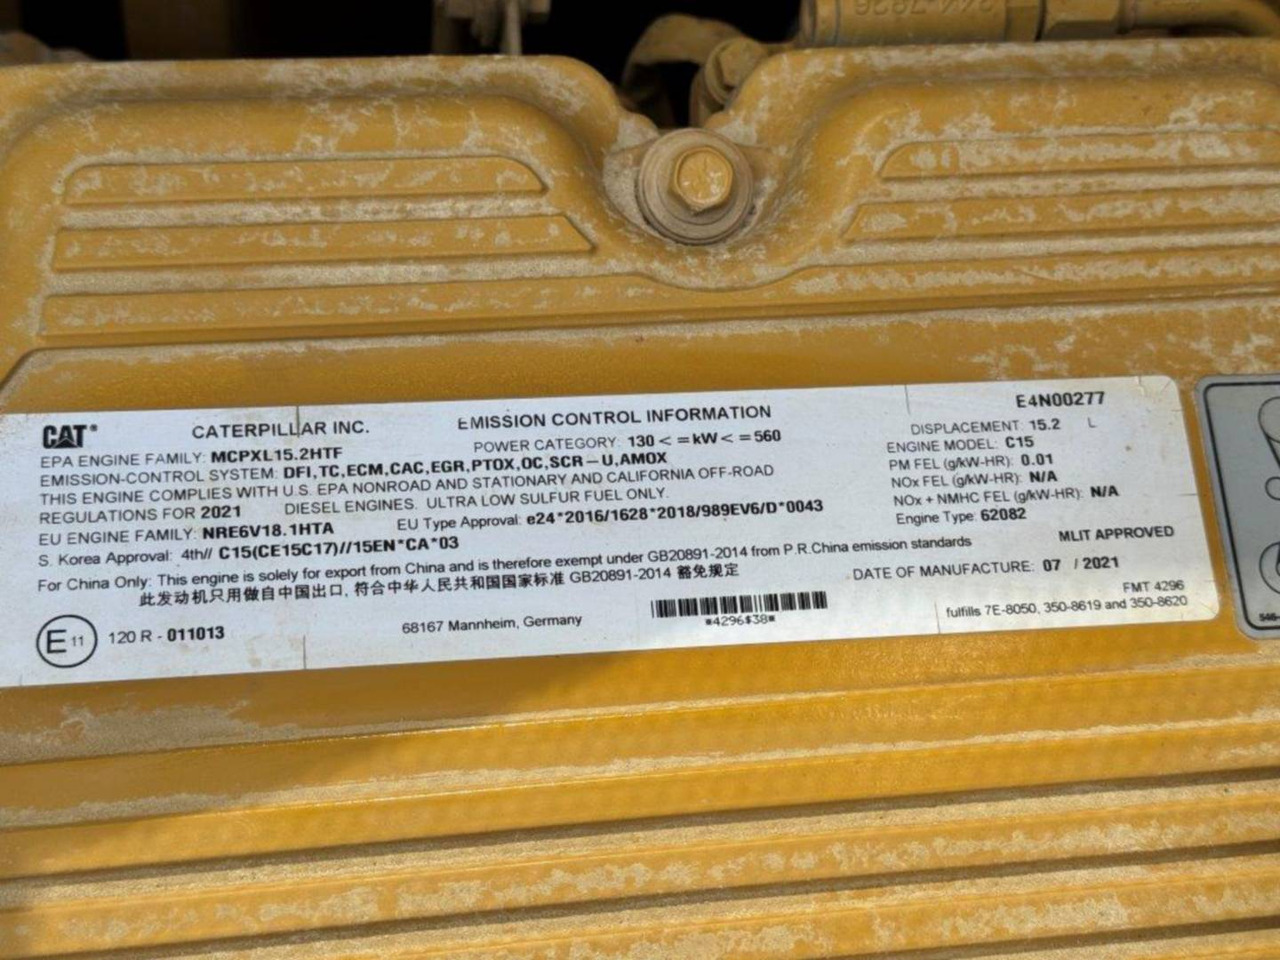 CAT®
CATERPILLAR INC.
EMISSION CONTROL INFORMATION
E4N00277
EPA ENGINE FAMILY: MCPXL15.2HTF
POWER CATEGORY: 130 < =kW < =560
DISPLACEMENT: 15.2 L
EMISSION-CONTROL SYSTEM: DFI,TC,ECM,CAC,EGR,PTOX,OC,SCR-U,AMOX
ENGINE MODEL: C15
THIS ENGINE COMPLIES WITH U.S. EPA NONROAD AND STATIONARY AND CALIFORNIA OFF-ROAD
PM FEL (g/kW-HR): 0.01
REGULATIONS FOR 2021 DIESEL ENGINES. ULTRA LOW SULFUR FUEL ONLY.
NOx FEL (g/kW-HR): N/A
EU ENGINE FAMILY: NRE6V18.1HTA
EU Type Approval: e24*2016/1628*2018/989EV6/D*0043
NOx + NMHC FEL (g/kW-HR): N/A
S. Korea Approval: 4th// C15(CE15C17)//15EN*CA*03
Engine Type: 62082
For China Only: This engine is solely for export from China and is therefore exempt under GB20891-2014 from P.R.China emission standards
MLIT APPROVED
此发动机只用做自中国出口, 符合中华人民共和国国家标准 GB20891-2014 豁免规定
DATE OF MANUFACTURE: 07 / 2021
E11 120 R - 011013
68167 Mannheim, Germany
*4296$38*
FMT 4296
fulfills 7E-8050, 350-8619 and 350-8620